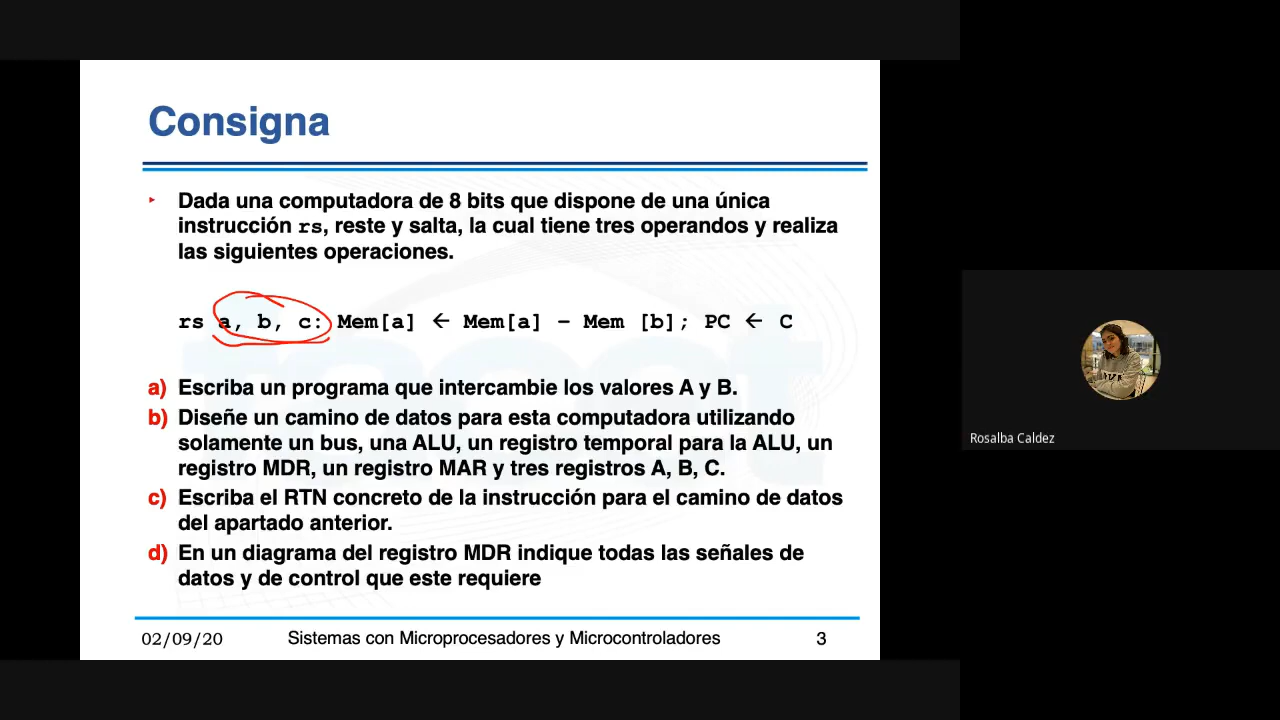 Consigna
Dada una computadora de 8 bits que dispone de una única
instrucción rs, reste y salta, la cual tiene tres operandos y realiza
las siguientes operaciones.
rs a, b, c: Mem[a] ← Mem[a] – Mem [b]; PC ← C
a) Escriba un programa que intercambie los valores A y B.
b) Diseñe un camino de datos para esta computadora utilizando
solamente un bus, una ALU, un registro temporal para la ALU, un
registro MDR, un registro MAR y tres registros A, B, C.
c) Escriba el RTN concreto de la instrucción para el camino de datos
del apartado anterior.
d) En un diagrama del registro MDR indique todas las señales de
datos y de control que este requiere
02/09/20 Sistemas con Microprocesadores y Microcontroladores 3
Rosalba Caldez